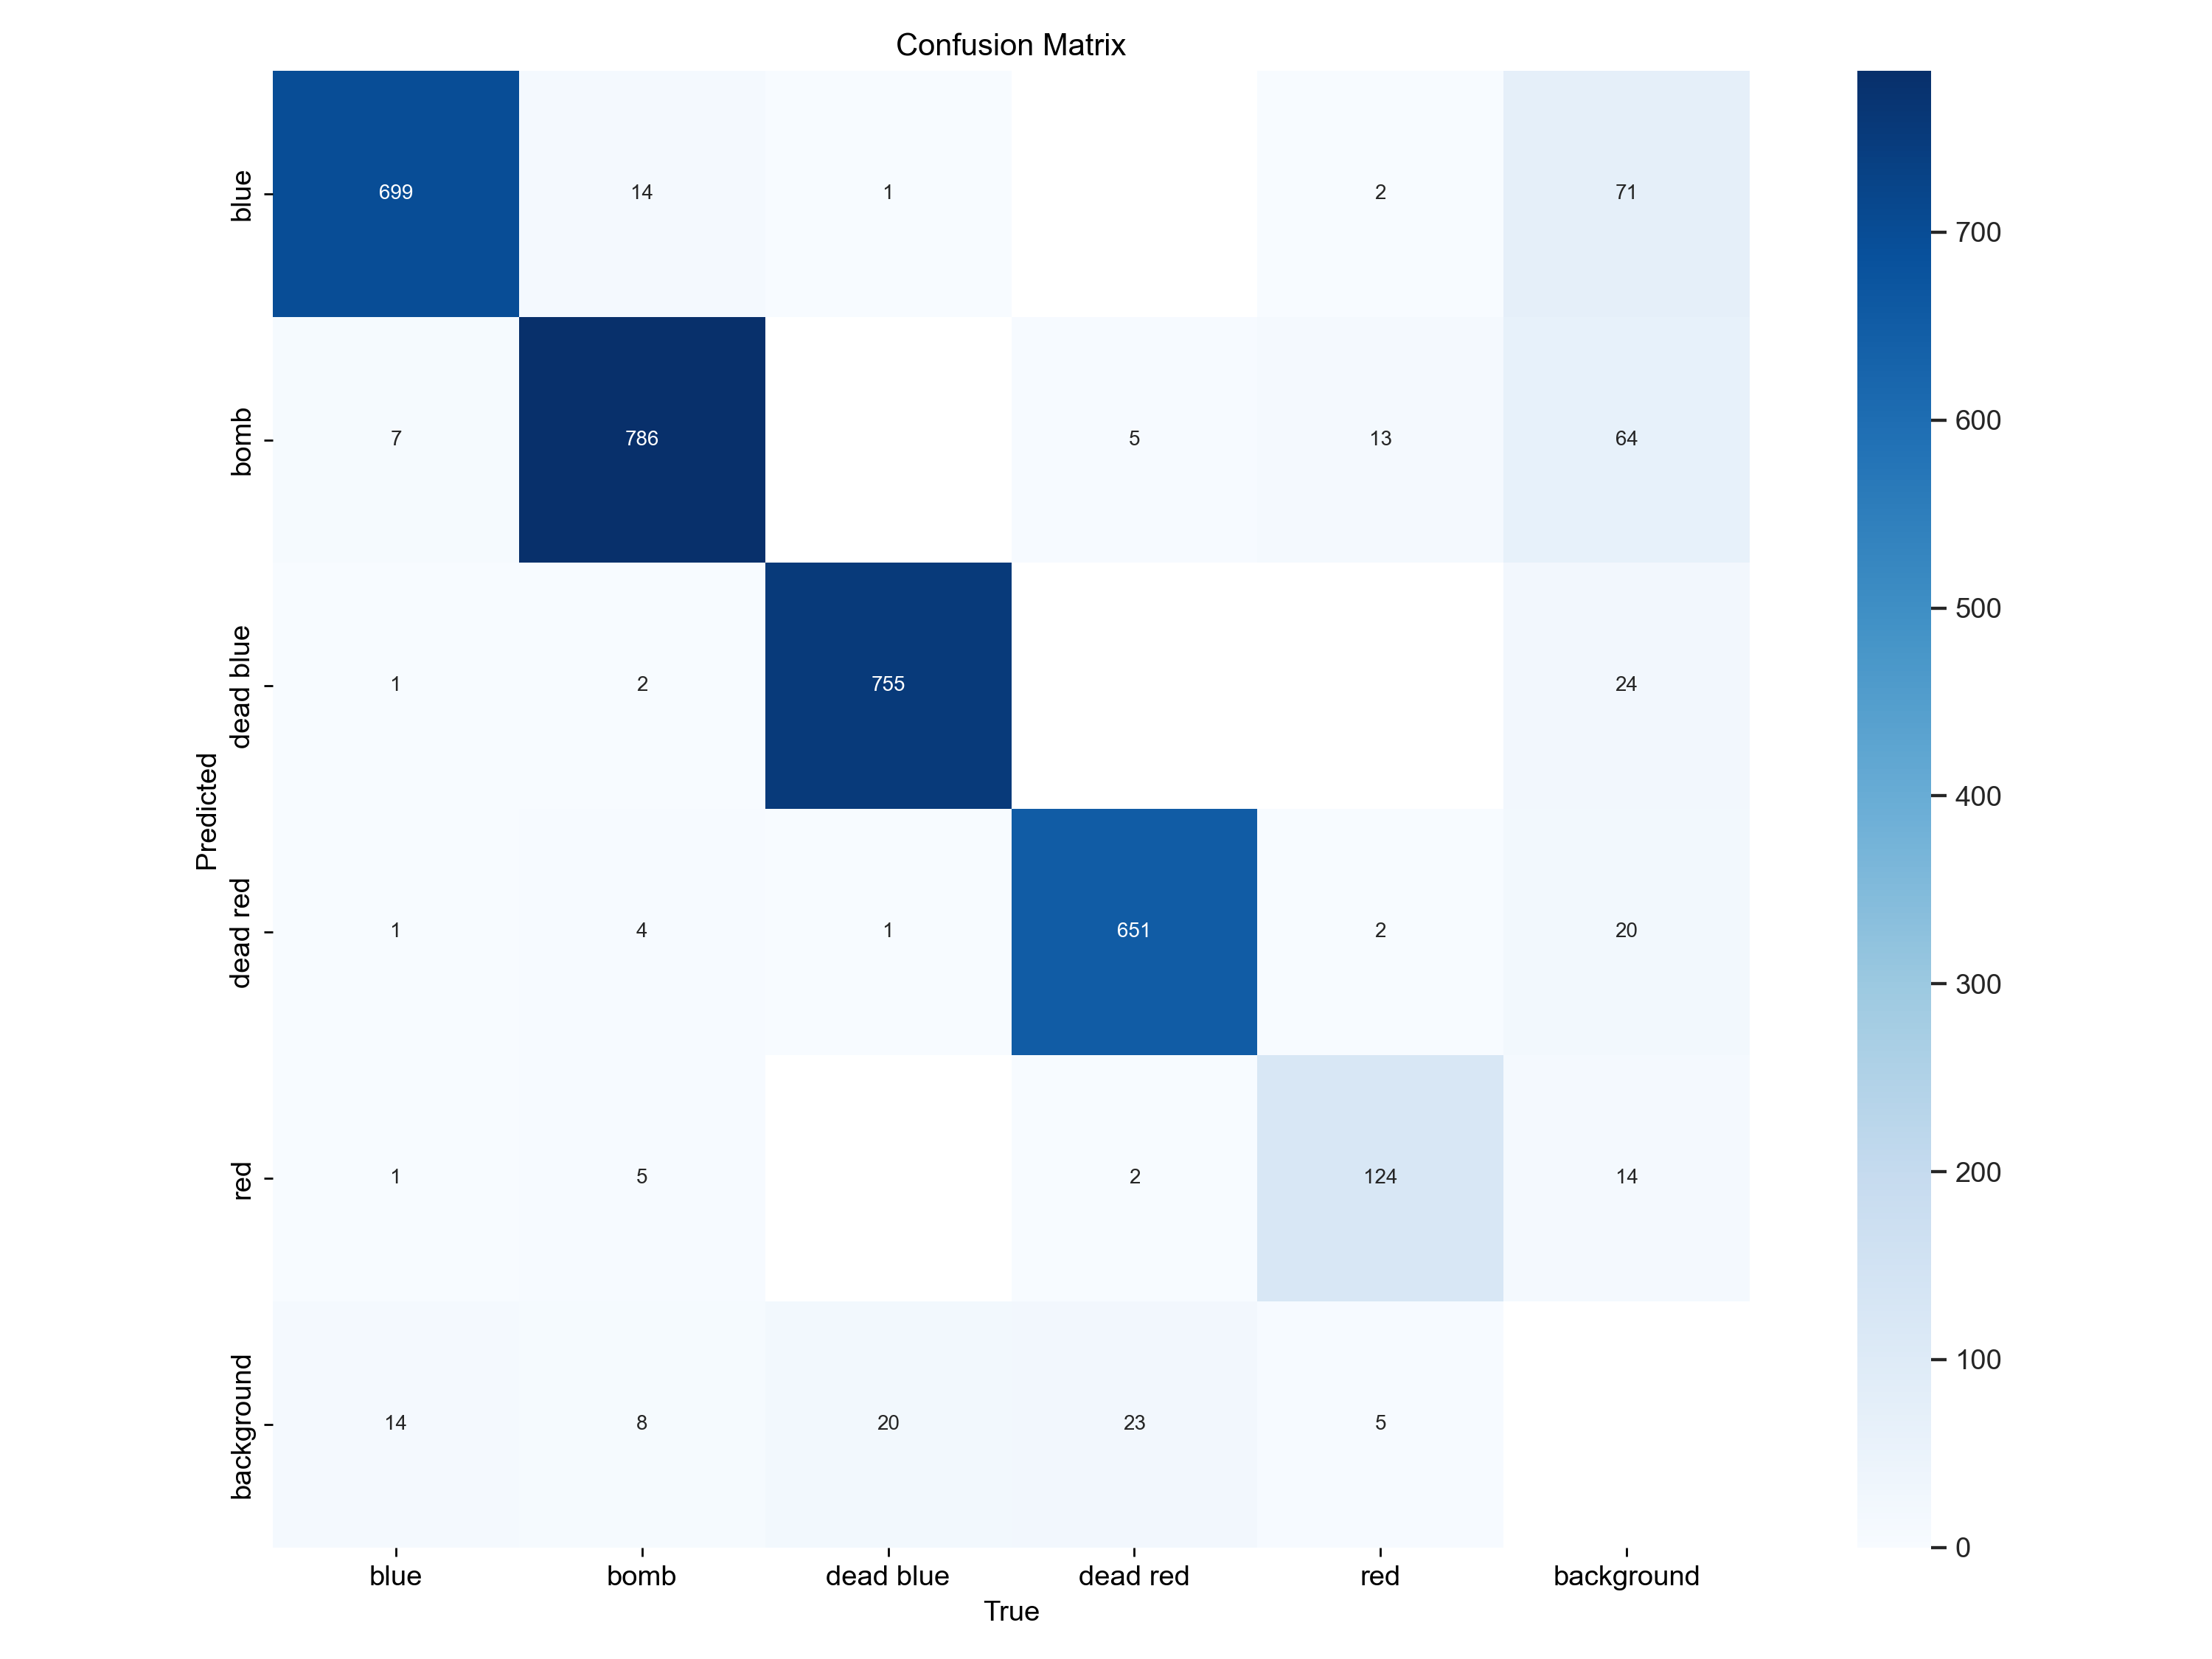 Confusion Matrix
blue 699 14 1 2 71
bomb 7 786 5 13 64
dead blue 1 2 755 24
dead red 1 4 1 651 2 20
red 1 5 2 124 14
background 14 8 20 23 5
blue bomb dead blue dead red red background
True
Predicted
700
600
500
400
300
200
100
0